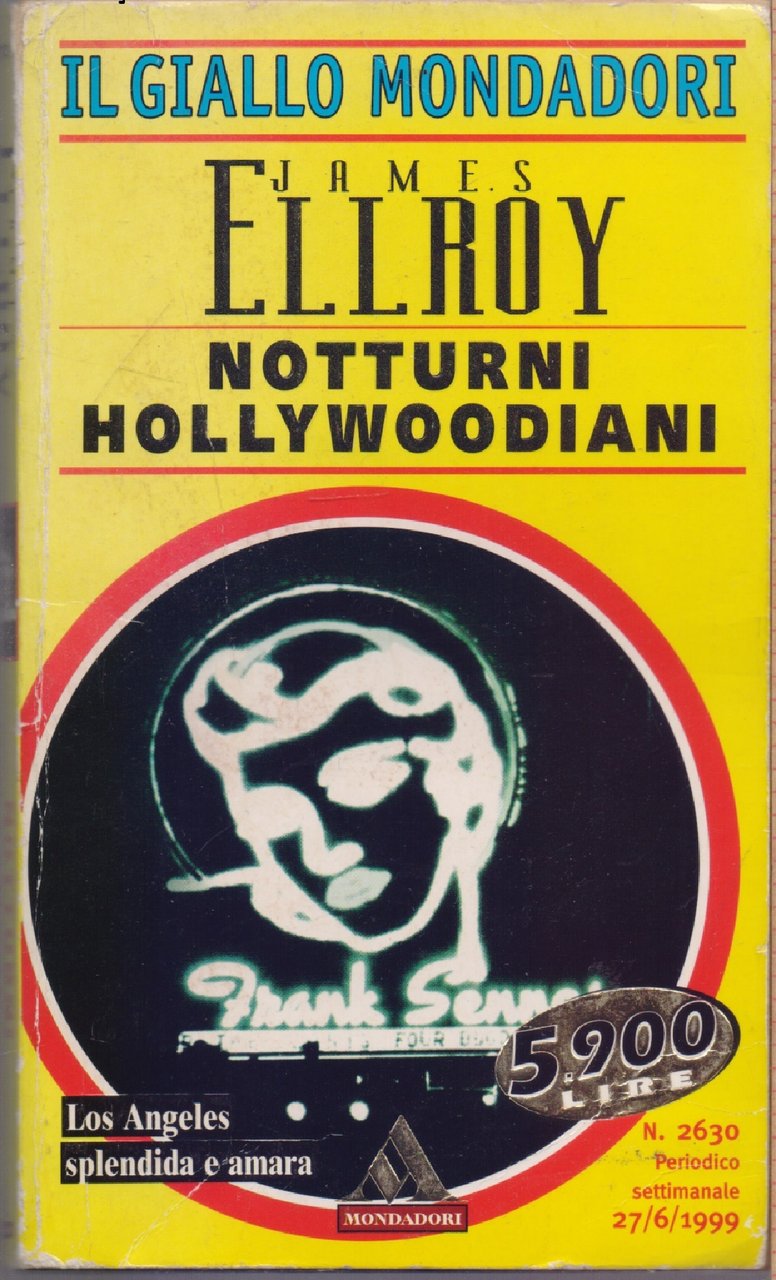 IL GIALLO MONDADORI
JAMES
ELLROY
NOTTURNI
HOLLYWOODIANI
Frank
FOUR
5.900
LIRE
Los Angeles
splendida e amara
N. 2630
Periodico
settimanale
27/6/1999
MONDADORI